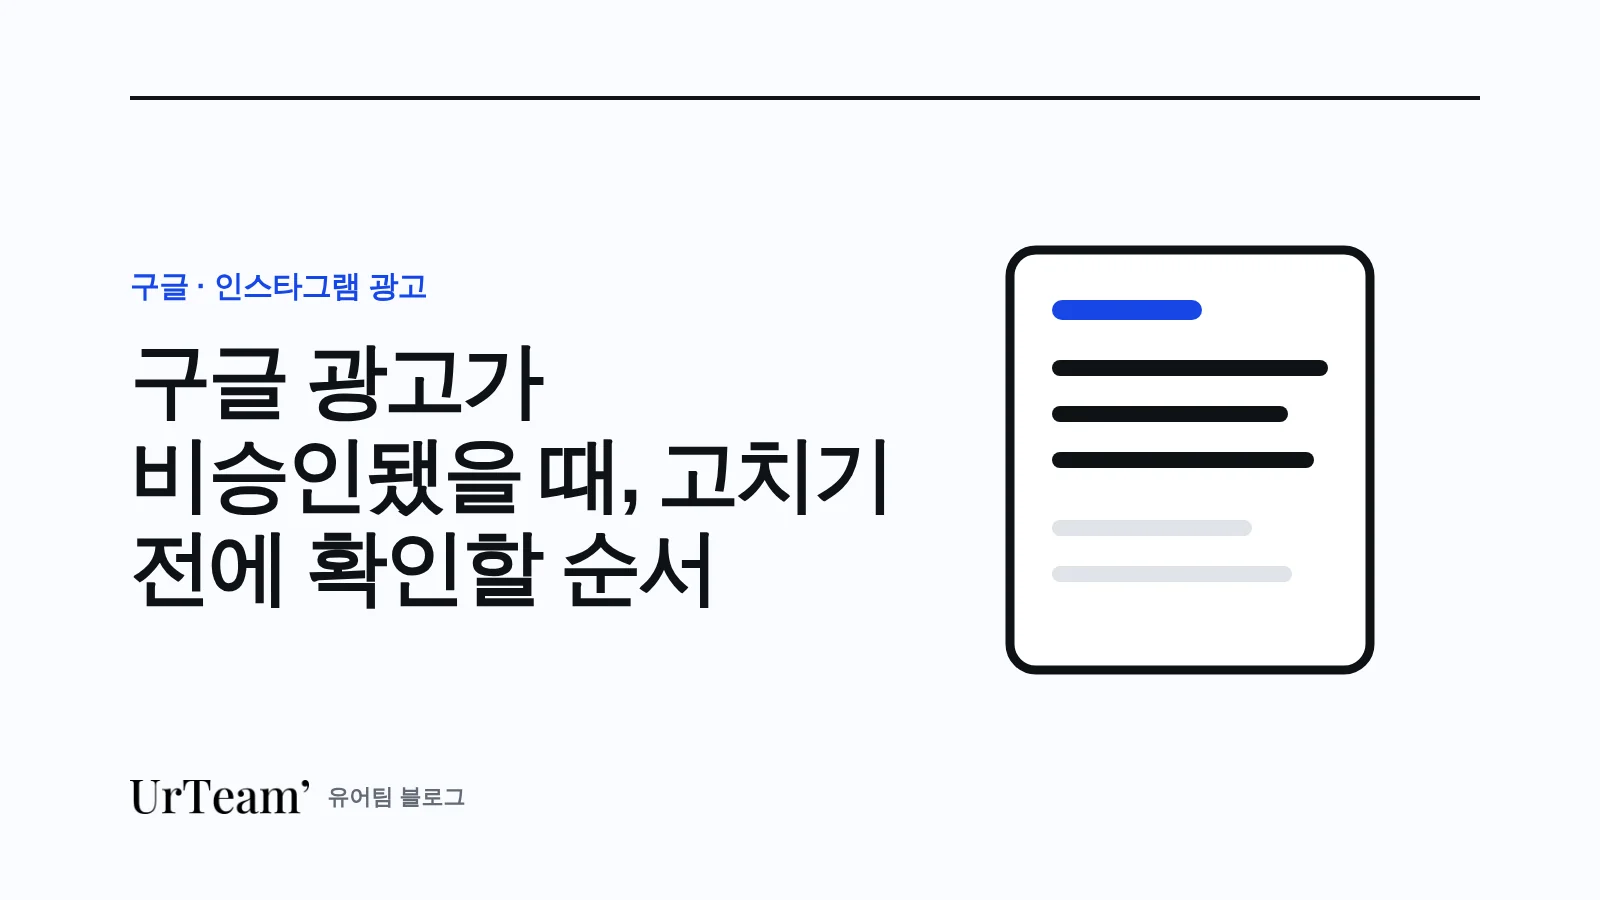 구글 · 인스타그램 광고
구글 광고가
비승인됐을 때, 고치기
전에 확인할 순서
UrTeam’ 유어팀 블로그